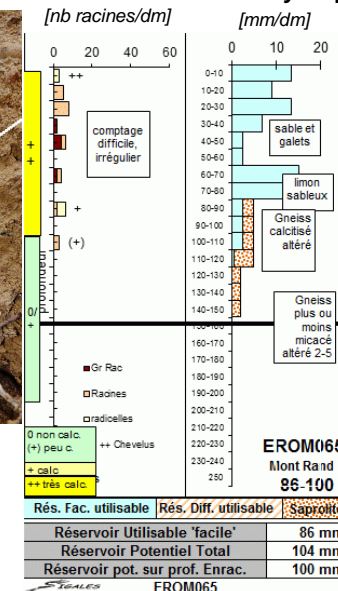 [nb racines/dm]
[mm/dm]
0 20 40 60
0 10 20
++
+
(+)
comptage
difficile,
irrégulier
+
+
0/
+
0-10
10-20
20-30
30-40
40-50
50-60
60-70
70-80
80-90
90-100
100-110
110-120
120-130
130-140
140-150
150-160
160-170
170-180
180-190
190-200
200-210
210-220
220-230
230-240
250
sable et
galets
limon
sableux
Gneiss
calcitisé
altéré
Gneiss
plus ou
moins
micacé
altéré 2-5
Gr Rac
Racines
radicelles
++ Chevelus
0 non calc.
(+) peu c.
+ calc
++ très calc.
EROM065
Mont Rand
86-100
Rés. Fac. utilisable
Rés. Diff. utilisable
Saprolite
Réservoir Utilisable 'facile' 86 mm
Réservoir Potentiel Total 104 mm
Réservoir pot. sur prof. Enrac. 100 mm
SIGALES
EROM065